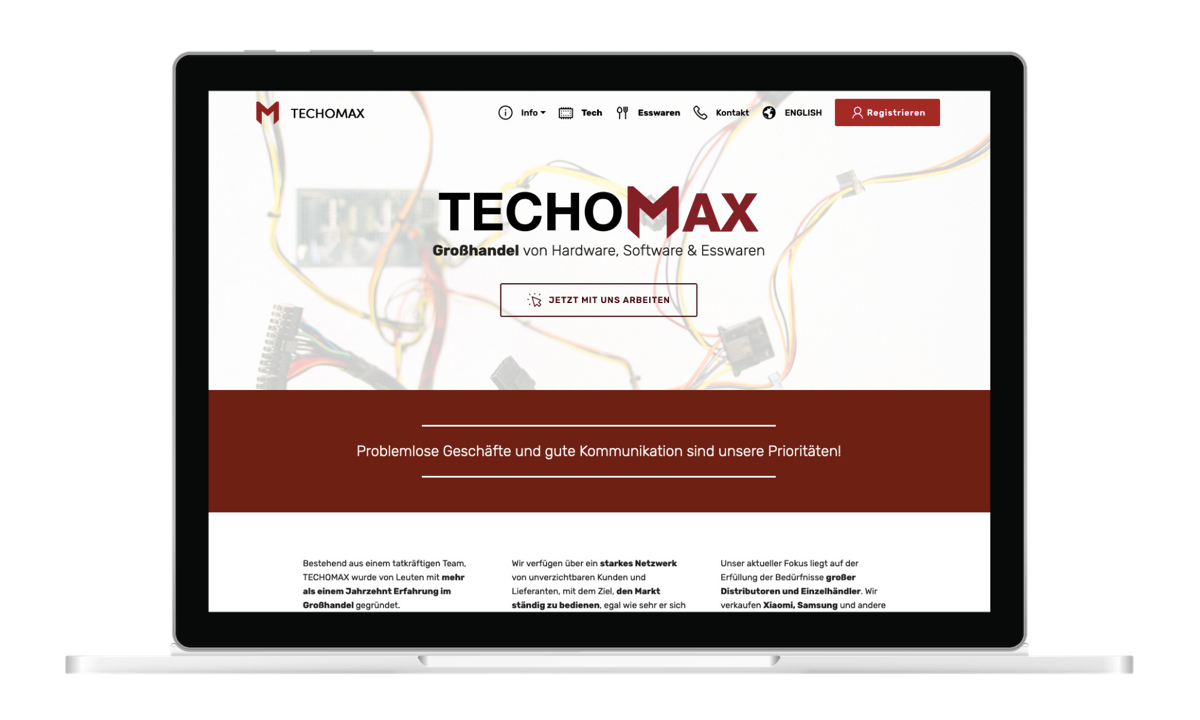 TECHOMAX
Info
Tech
Esswaren
Kontakt
ENGLISH
Registrieren
TECHOMAX
Großhandel von Hardware, Software & Esswaren
JETZT MIT UNS ARBEITEN
Problemlose Geschäfte und gute Kommunikation sind unsere Prioritäten!
Bestehend aus einem tatkräftigen Team,
TECHOMAX wurde von Leuten mit mehr
als einem Jahrzehnt Erfahrung im
Großhandel gegründet.
Wir verfügen über ein starkes Netzwerk
von unverzichtbaren Kunden und
Lieferanten, mit dem Ziel, den Markt
ständig zu bedienen, egal wie sehr er sich
Unser aktueller Fokus liegt auf der
Erfüllung der Bedürfnisse großer
Distributoren und Einzelhändler. Wir
verkaufen Xiaomi, Samsung und andere